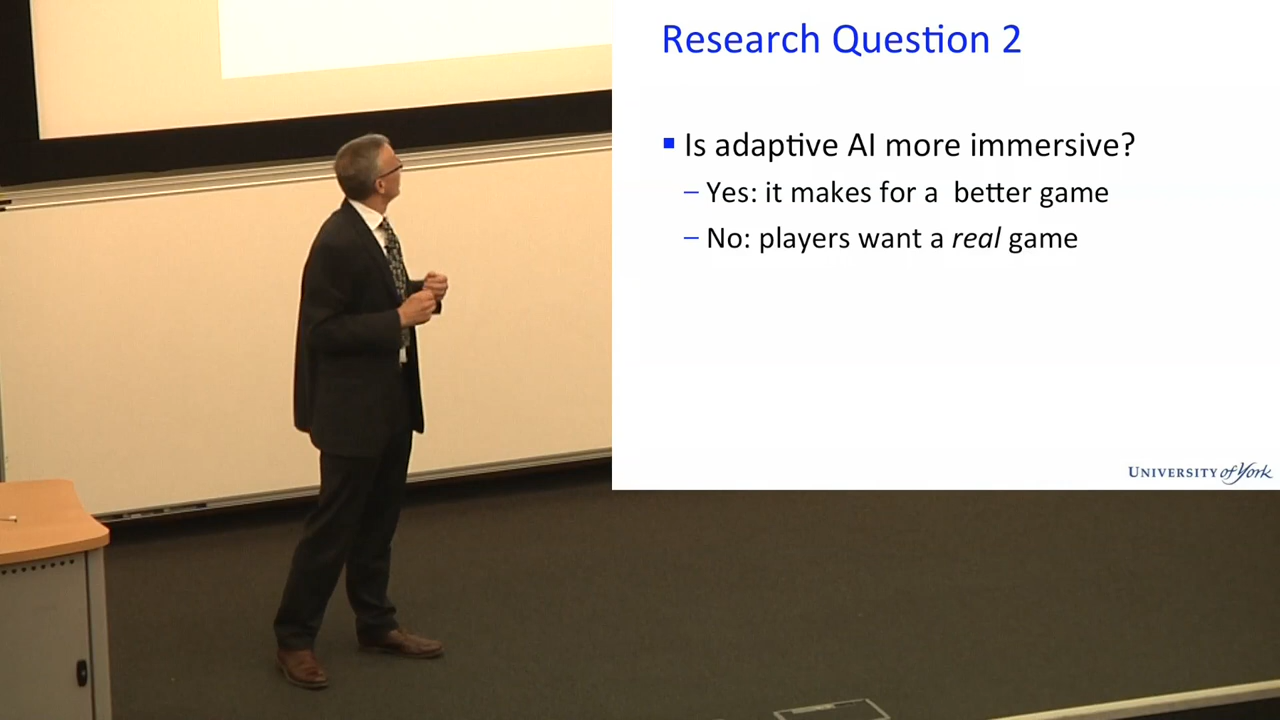 Research Question 2
Is adaptive AI more immersive?
– Yes: it makes for a  better game
– No: players want a real game
UNIVERSITY of York